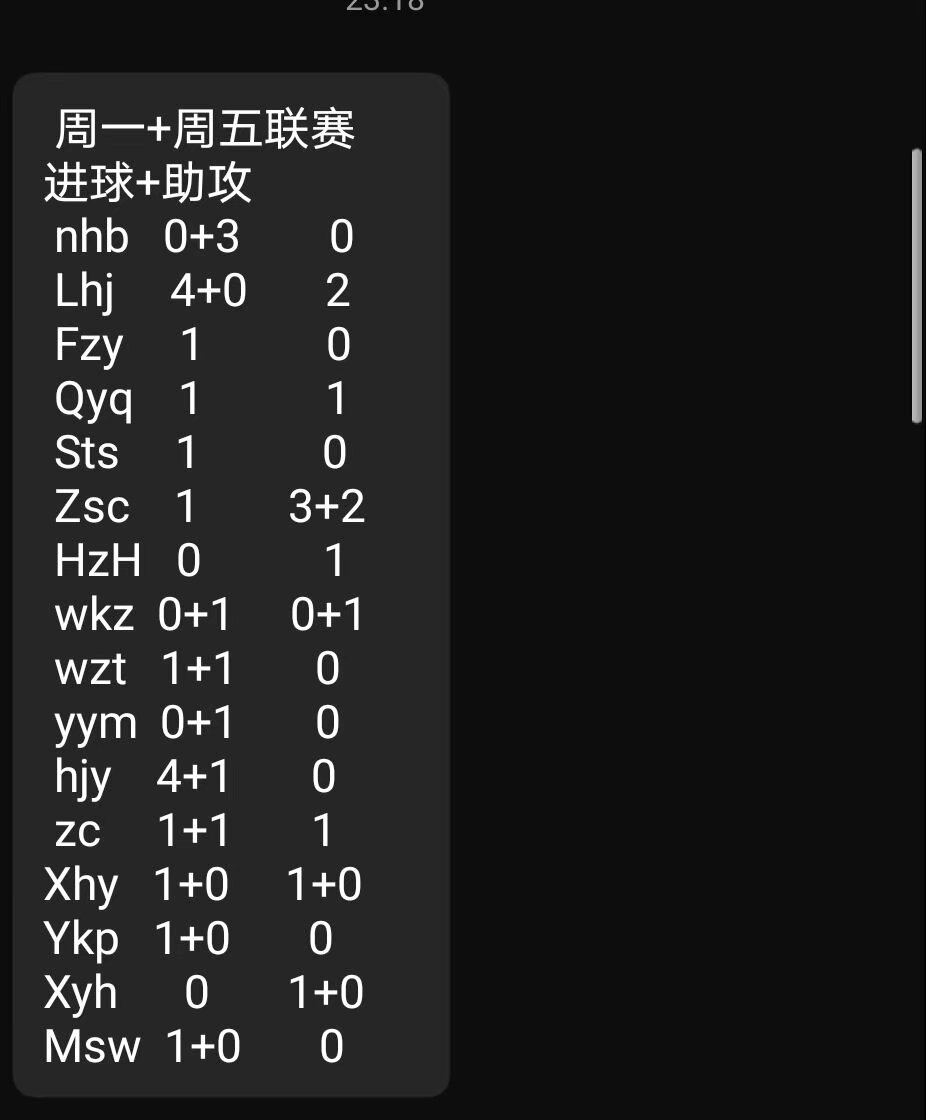 周一+周五联赛
进球+助攻
nhb 0+3 0
Lhj 4+0 2
Fzy 1 0
Qyq 1 1
Sts 1 0
Zsc 1 3+2
HzH 0 1
wkz 0+1 0+1
wzt 1+1 0
yym 0+1 0
hjy 4+1 0
zc 1+1 1
Xhy 1+0 1+0
Ykp 1+0 0
Xyh 0 1+0
Msw 1+0 0